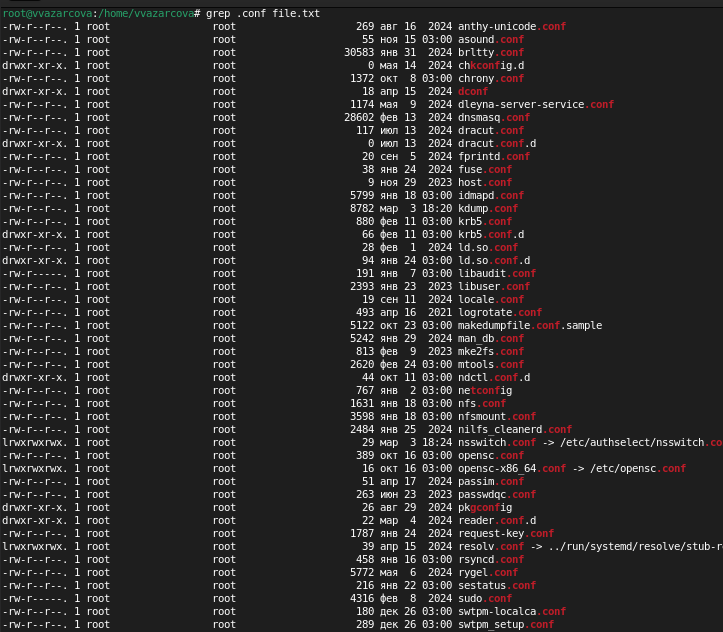 root@vvazarcova:/home/vvazarcova# grep .conf file.txt
-rw-r--r--. 1 root root 269 авг 16 2024 anthy-unicode.conf
-rw-r--r--. 1 root root 55 ноя 15 03:00 asound.conf
-rw-r--r--. 1 root root 30583 янв 31 2024 brltty.conf
drwxr-xr-x. 1 root root 0 мая 14 2024 chkconfig.d
-rw-r--r--. 1 root root 1372 окт 8 03:00 chrony.conf
drwxr-xr-x. 1 root root 18 апр 15 2024 dconf
-rw-r--r--. 1 root root 1174 мая 9 2024 dleyna-server-service.conf
-rw-r--r--. 1 root root 28602 фев 13 2024 dnsmasq.conf
-rw-r--r--. 1 root root 117 июл 13 2024 dracut.conf
drwxr-xr-x. 1 root root 0 июл 13 2024 dracut.conf.d
-rw-r--r--. 1 root root 20 сен 5 2024 fprintd.conf
-rw-r--r--. 1 root root 38 янв 24 2024 fuse.conf
-rw-r--r--. 1 root root 9 ноя 29 2023 host.conf
-rw-r--r--. 1 root root 5799 янв 18 03:00 idmapd.conf
-rw-r--r--. 1 root root 8782 мар 3 18:20 kdump.conf
-rw-r--r--. 1 root root 880 фев 11 03:00 krb5.conf
drwxr-xr-x. 1 root root 66 фев 11 03:00 krb5.conf.d
-rw-r--r--. 1 root root 28 фев 1 2024 ld.so.conf
drwxr-xr-x. 1 root root 94 янв 24 03:00 ld.so.conf.d
-rw-r-----. 1 root root 191 янв 7 03:00 libaudit.conf
-rw-r--r--. 1 root root 2393 янв 23 2023 libuser.conf
-rw-r--r--. 1 root root 19 сен 11 2024 locale.conf
-rw-r--r--. 1 root root 493 апр 16 2021 logrotate.conf
-rw-r--r--. 1 root root 5122 окт 23 03:00 makedumpfile.conf.sample
-rw-r--r--. 1 root root 5242 янв 29 2024 man_db.conf
-rw-r--r--. 1 root root 813 фев 9 2023 mke2fs.conf
-rw-r--r--. 1 root root 2620 фев 24 03:00 mtools.conf
drwxr-xr-x. 1 root root 44 окт 11 03:00 ndctl.conf.d
-rw-r--r--. 1 root root 767 янв 2 03:00 netconfig
-rw-r--r--. 1 root root 1631 янв 18 03:00 nfs.conf
-rw-r--r--. 1 root root 3598 янв 18 03:00 nfsmount.conf
-rw-r--r--. 1 root root 2484 янв 25 2024 nilfs_cleanerd.conf
lrwxrwxrwx. 1 root root 29 мар 3 18:24 nsswitch.conf -> /etc/authselect/nsswitch.co
-rw-r--r--. 1 root root 389 окт 16 03:00 opensc.conf
lrwxrwxrwx. 1 root root 16 окт 16 03:00 opensc-x86_64.conf -> /etc/opensc.conf
-rw-r--r--. 1 root root 51 апр 17 2024 passim.conf
-rw-r--r--. 1 root root 263 июн 23 2023 passwdqc.conf
drwxr-xr-x. 1 root root 26 авг 29 2024 pkgconfig
drwxr-xr-x. 1 root root 22 мар 4 2024 reader.conf.d
-rw-r--r--. 1 root root 1787 янв 24 2024 request-key.conf
lrwxrwxrwx. 1 root root 39 апр 15 2024 resolv.conf -> ../run/systemd/resolve/stub-r
-rw-r--r--. 1 root root 458 янв 16 03:00 rsyncd.conf
-rw-r--r--. 1 root root 5772 мая 6 2024 rygel.conf
-rw-r--r--. 1 root root 216 янв 22 03:00 sestatus.conf
-rw-r-----. 1 root root 4316 фев 8 2024 sudo.conf
-rw-r--r--. 1 root root 180 дек 26 03:00 swtpm-localca.conf
-rw-r--r--. 1 root root 289 дек 26 03:00 swtpm_setup.conf